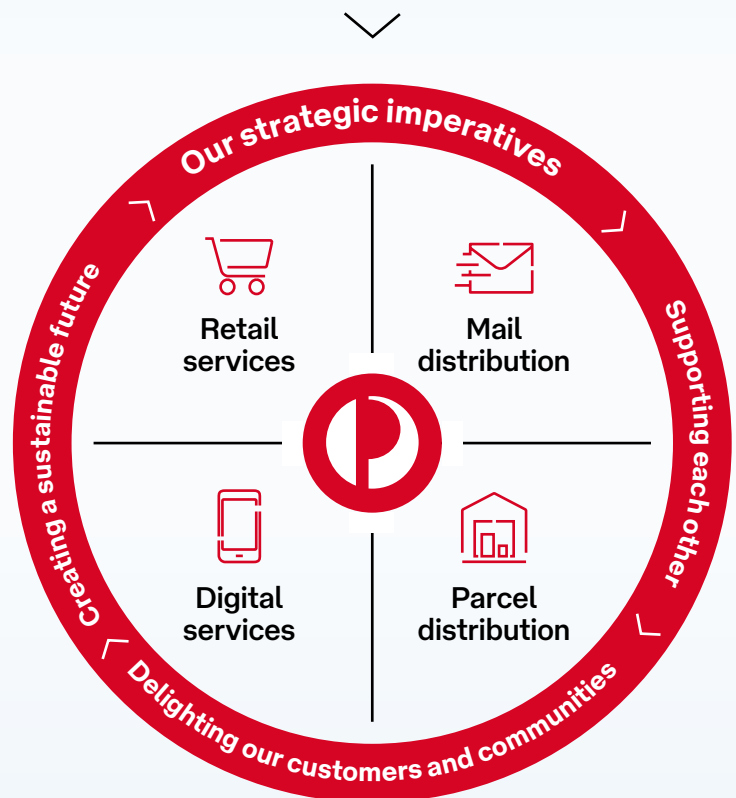 Our strategic imperatives
Retail
services
Mail
distribution
Supporting each other
Creating a sustainable future
Digital
services
Parcel
distribution
Delighting our customers and communities